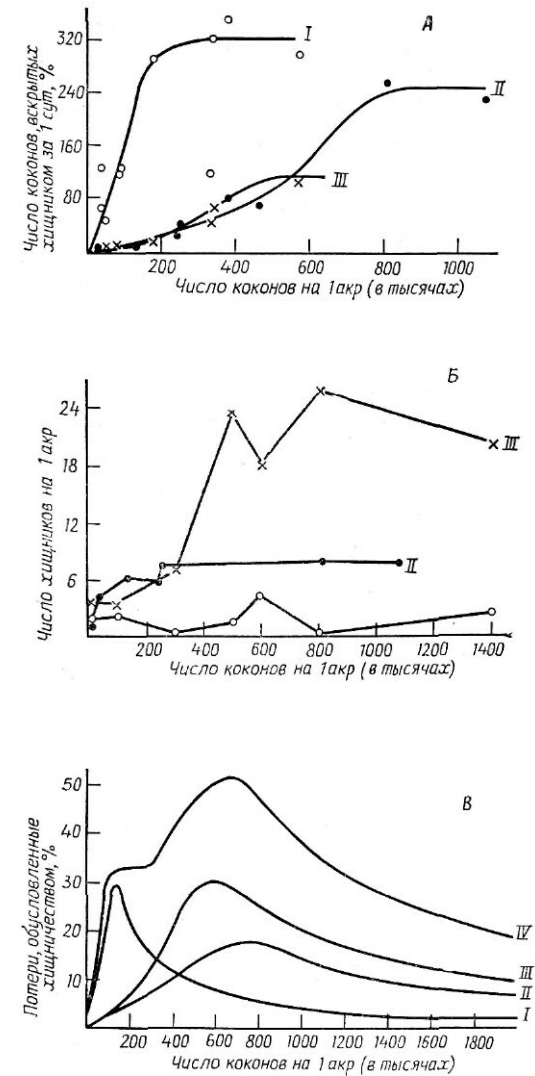 А
Число коконов, вскрытых
хищником за 1 сут, %
320
240
160
80
I
II
III
200
400
600
800
1000
Число коконов на 1 акр (в тысячах)
Б
Число хищников на 1 акр
24
18
12
6
III
II
200
400
600
800
1000
1200
1400
Число коконов на 1 акр (в тысячах)
В
Потери, обусловленные
хищничеством, %
50
40
30
20
10
IV
III
II
I
200
400
600
800
1000
1200
1400
1600
1800
Число коконов на 1 акр (в тысячах)